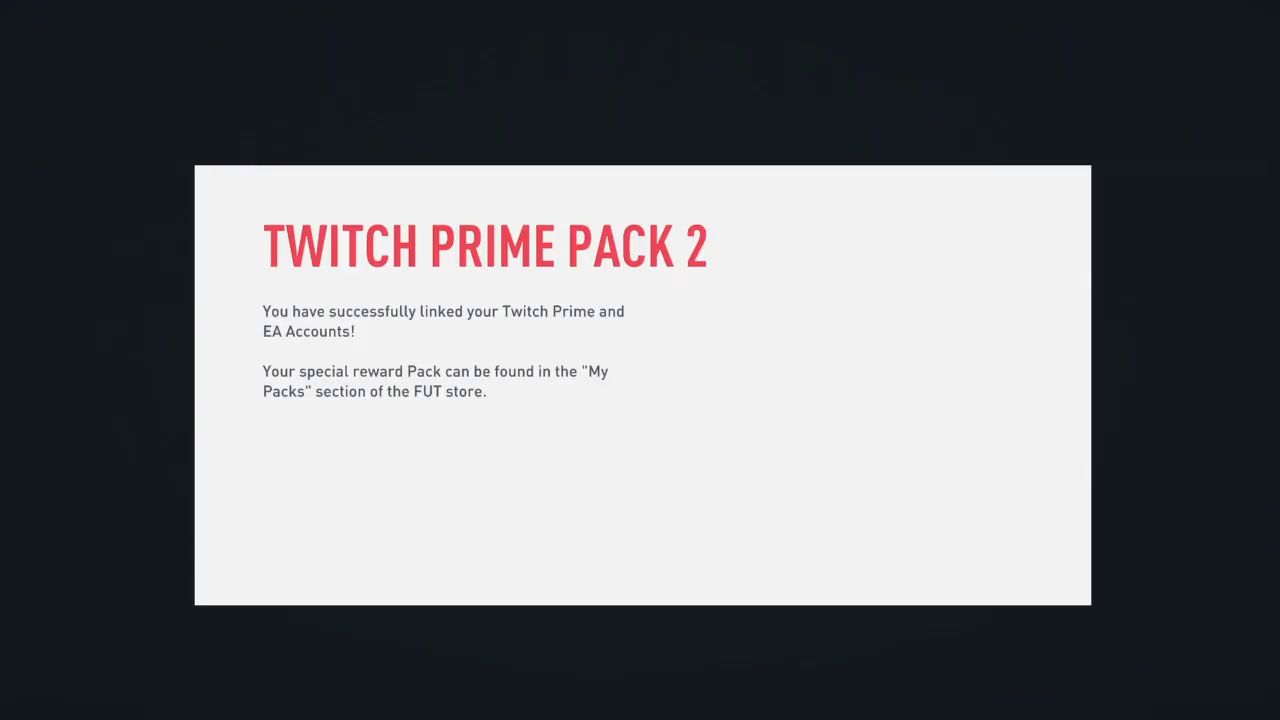 TWITCH PRIME PACK 2
You have successfully linked your Twitch Prime and
EA Accounts!
Your special reward Pack can be found in the "My
Packs" section of the FUT store.